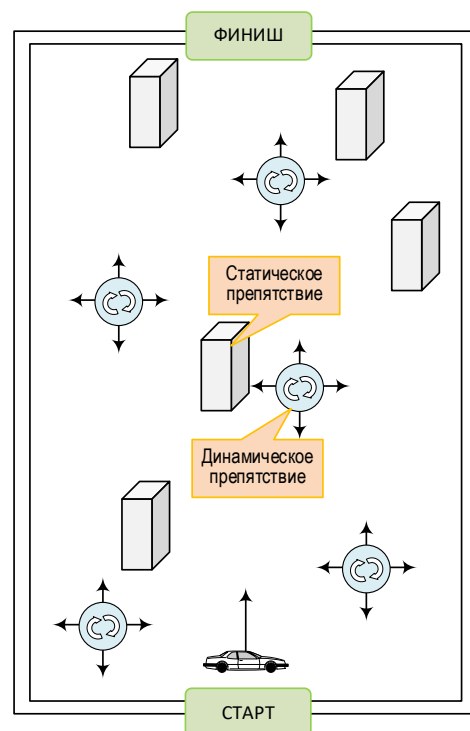 ФИНИШ
Статическое
препятствие
Динамическое
препятствие
СТАРТ